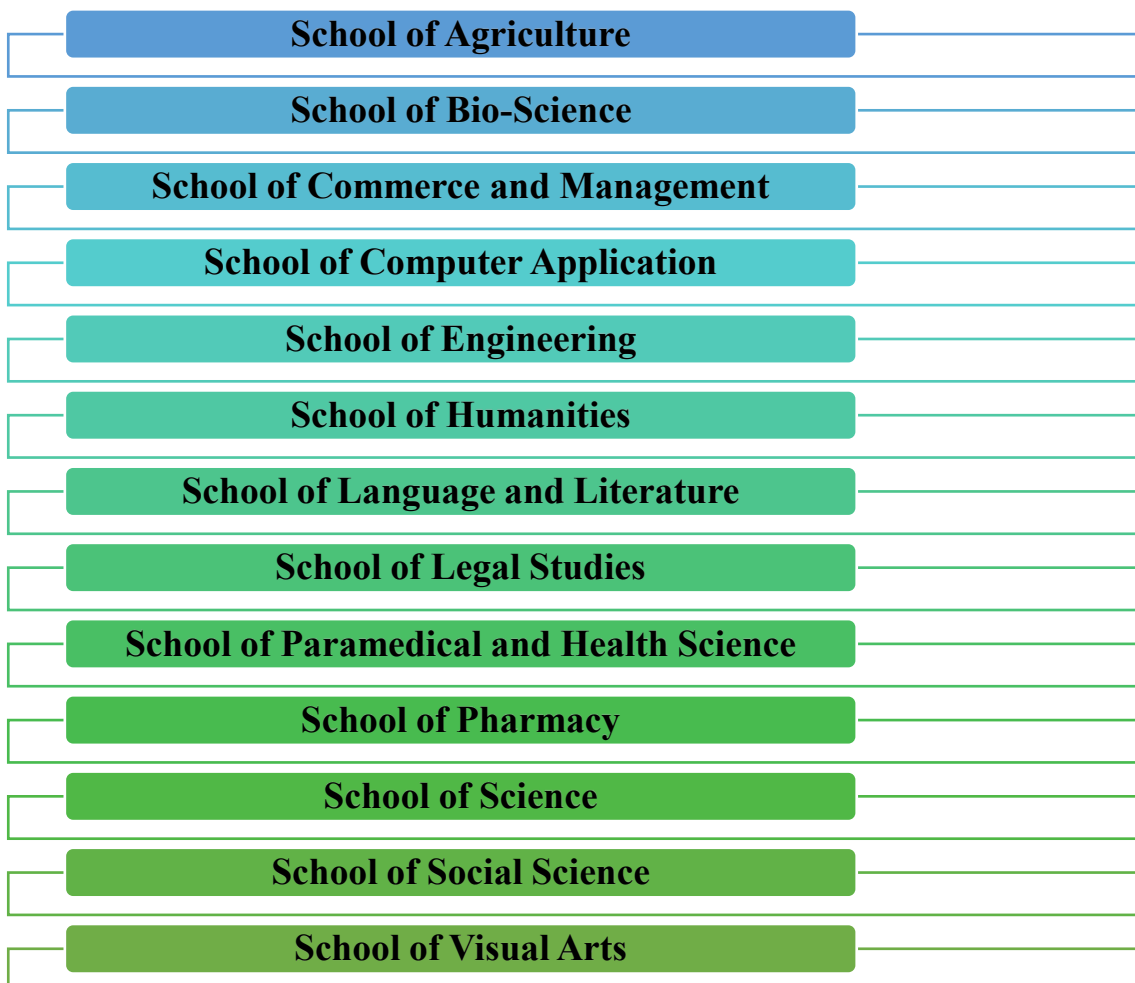 School of Agriculture
School of Bio-Science
School of Commerce and Management
School of Computer Application
School of Engineering
School of Humanities
School of Language and Literature
School of Legal Studies
School of Paramedical and Health Science
School of Pharmacy
School of Science
School of Social Science
School of Visual Arts